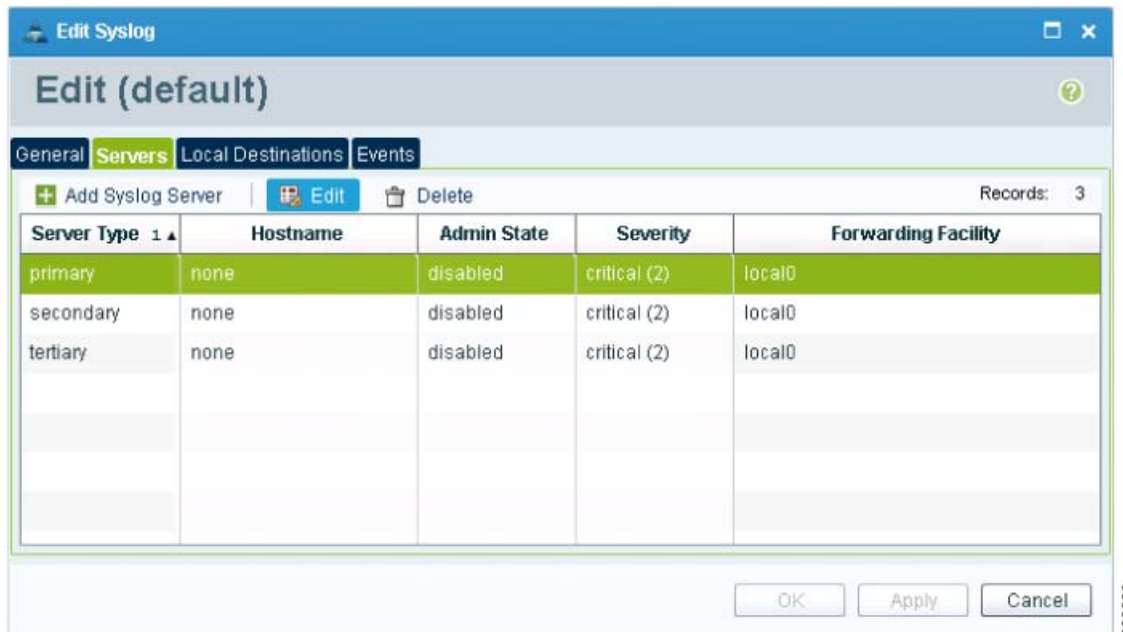 Edit Syslog
Edit (default)
?
General Servers Local Destinations Events
Add Syslog Server Edit Delete Records: 3
Server Type 1 Hostname Admin State Severity Forwarding Facility
primary none disabled critical (2) local0
secondary none disabled critical (2) local0
tertiary none disabled critical (2) local0
OK Apply Cancel